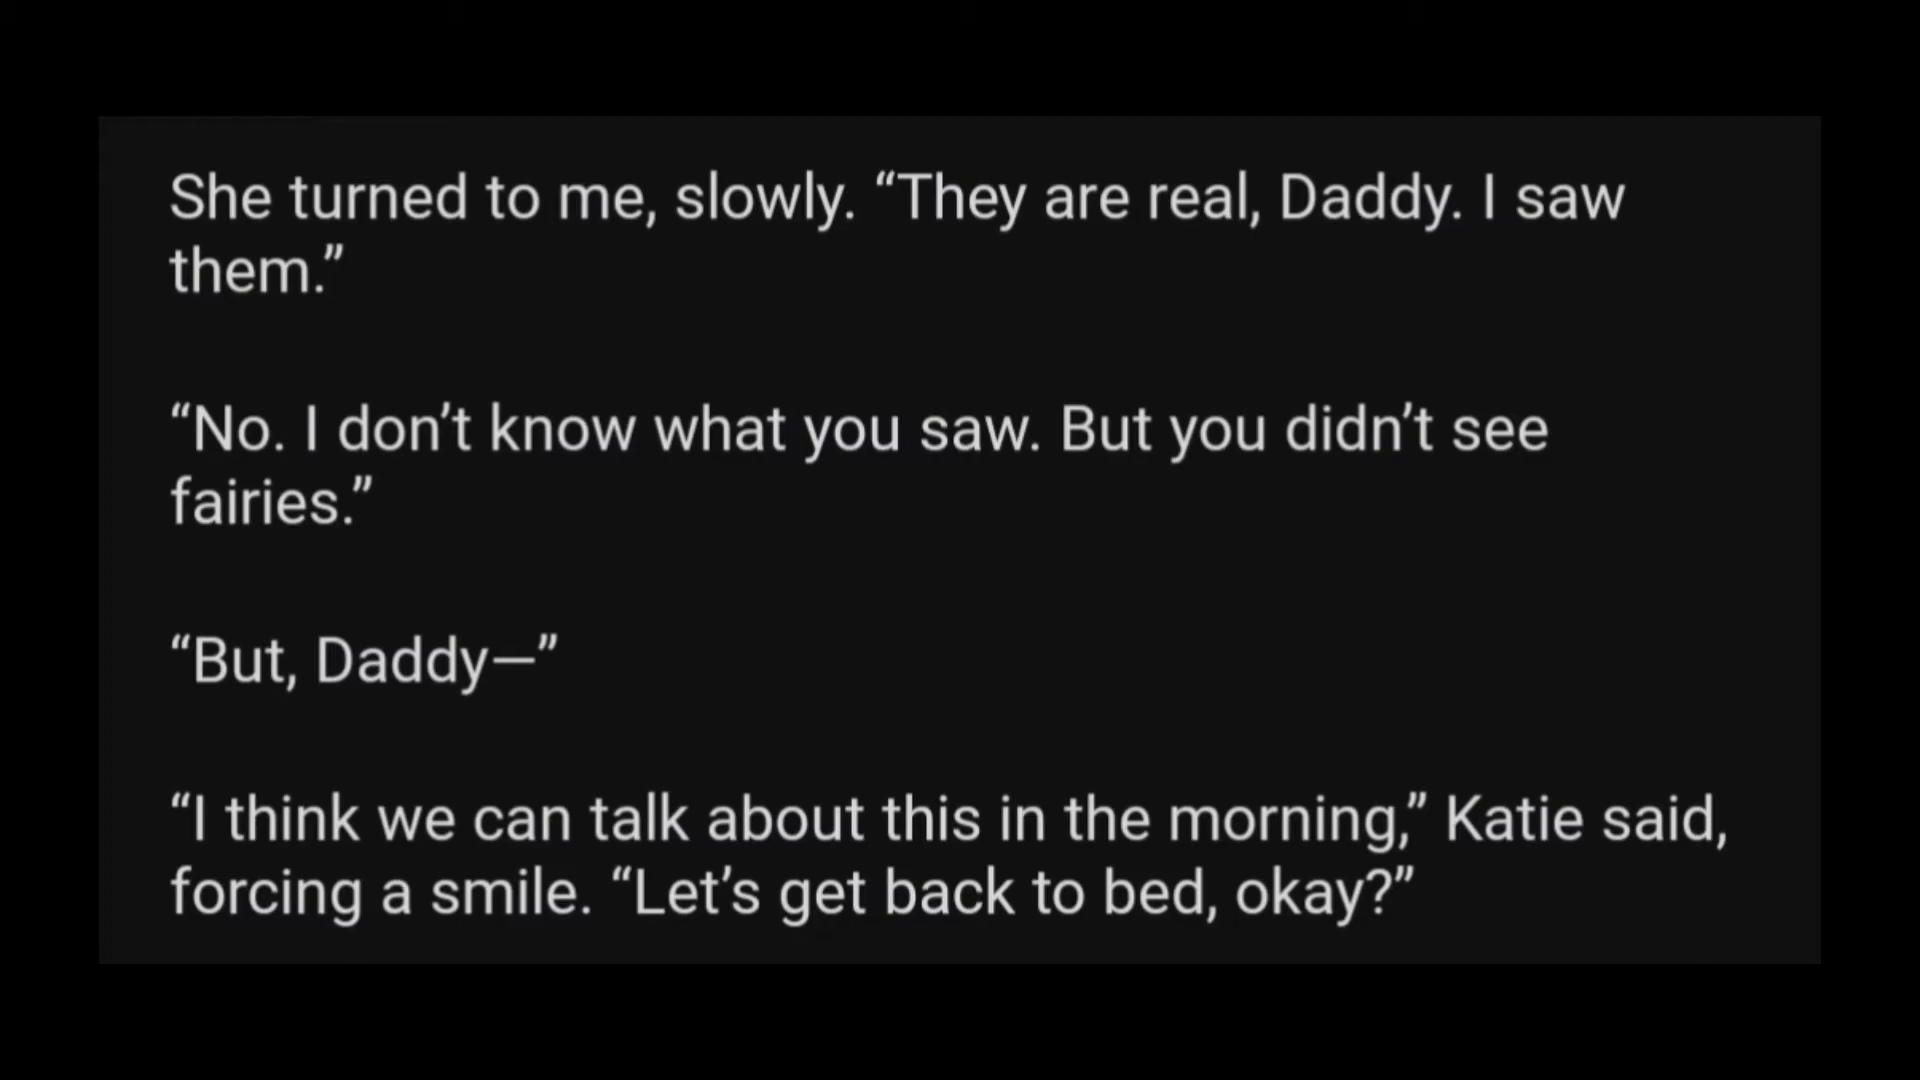 She turned to me, slowly. “They are real, Daddy. I saw
them.”
“No. I don’t know what you saw. But you didn’t see
fairies.”
“But, Daddy—”
“I think we can talk about this in the morning,” Katie said,
forcing a smile. “Let’s get back to bed, okay?”